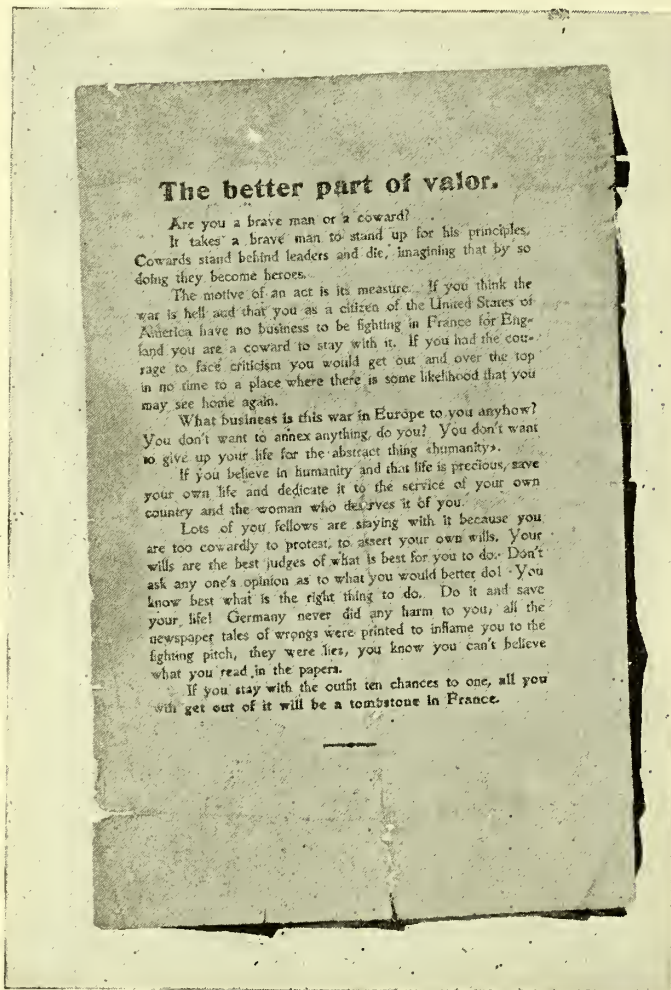 The better part of valor.
Are you a brave man or a coward?
It takes a brave man to stand up for his principles.
Cowards stand behind leaders and die, imagining that by so
doing they become heroes.
The motive of an act is its measure. If you think the
war is hell and that you as a citizen of the United States of
America have no business to be fighting in France for Eng-
land you are a coward to stay with it. If you had the cou-
rage to face criticism you would get out and over the top
in no time to a place where there is some likelihood that you
may see home again.
What business is this war in Europe to you anyhow?
You don't want to annex anything, do you? You don't want
to give up your life for the abstract thing «humanity».
If you believe in humanity and that life is precious, save
your own life and dedicate it to the service of your own
country and the woman who deserves it of you.
Lots of you fellows are staying with it because you
are too cowardly to protest, to assert your own wills. Your
wills are the best judges of what is best for you to do. Don't
ask any one's opinion as to what you would better do! You
know best what is the right thing to do. Do it and save
your life! Germany never did any harm to you, all the
newspaper tales of wrongs were printed to inflame you to the
fighting pitch, they were lies, you know you can't believe
what you read in the papers.
If you stay with the outfit ten chances to one, all you
will get out of it will be a tombstone in France.